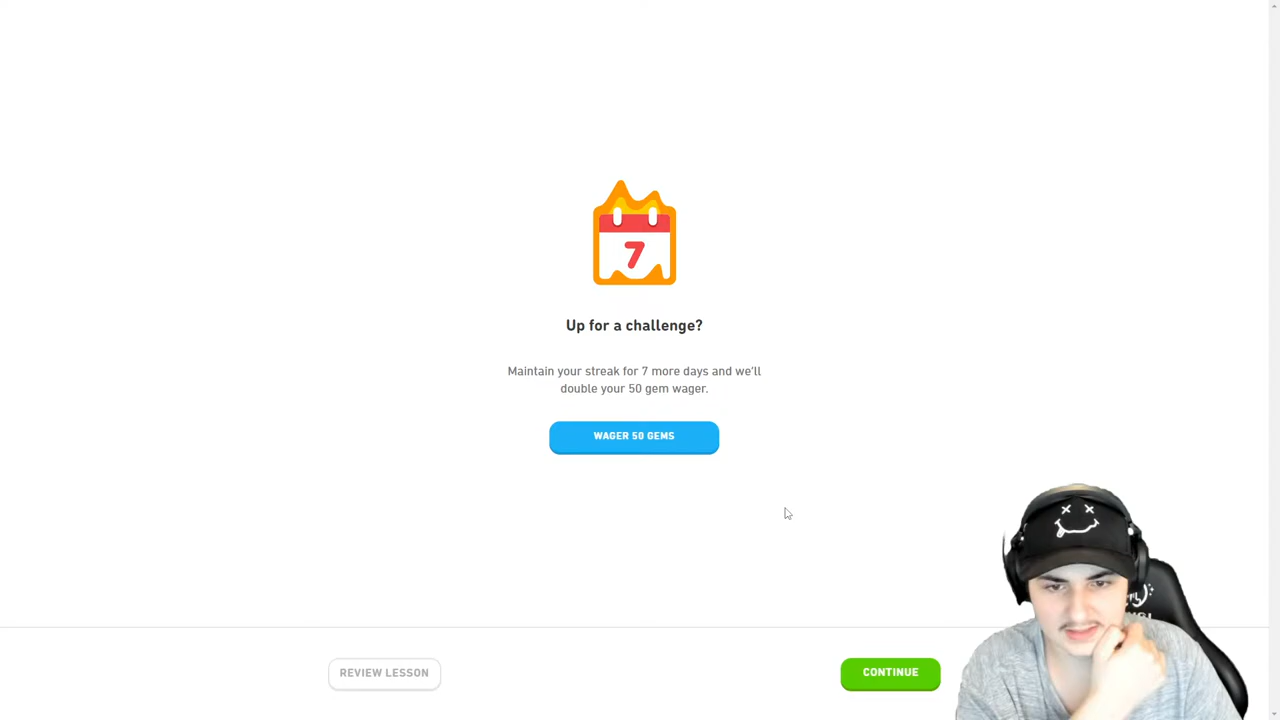 7
Up for a challenge?
Maintain your streak for 7 more days and we'll
double your 50 gem wager.
WAGER 50 GEMS
REVIEW LESSON
CONTINUE